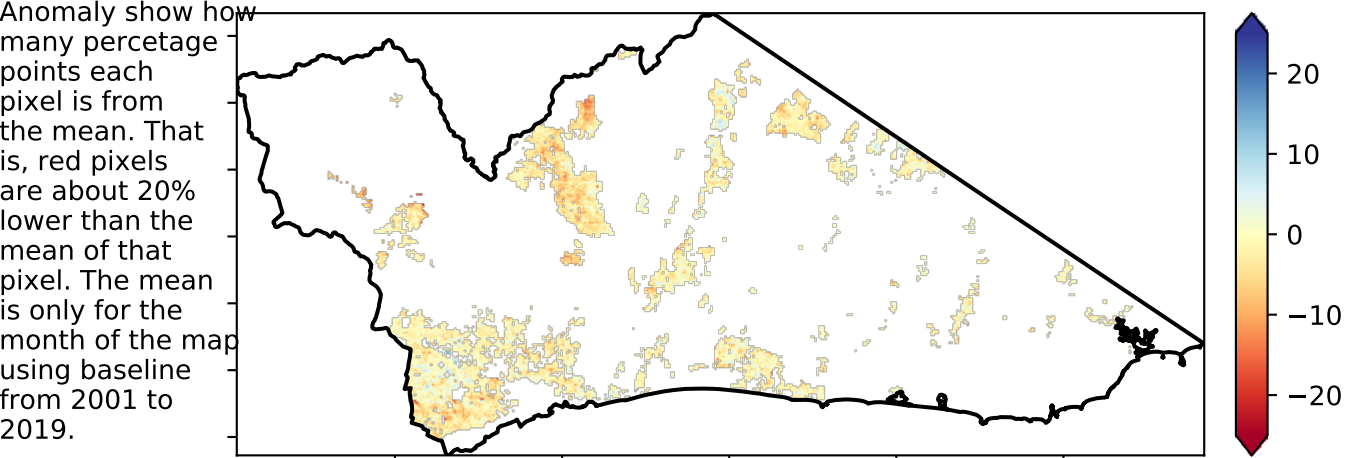 Anomaly show how
many percetage
points each
pixel is from
the mean. That
is, red pixels
are about 20%
lower than the
mean of that
pixel. The mean
is only for the
month of the map
using baseline
from 2001 to
2019.
20
10
0
−10
−20